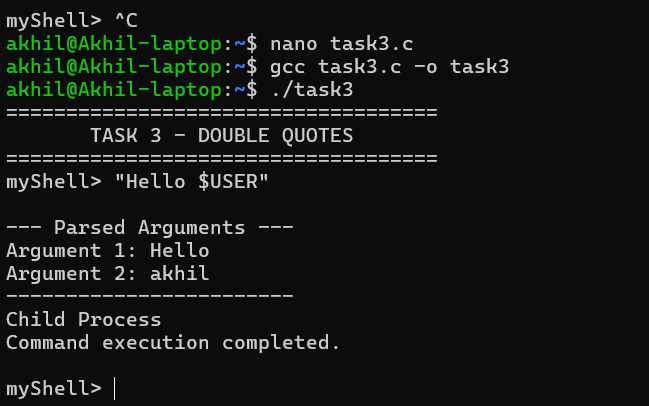 myShell> ^C
akhil@Akhil-laptop:~$ nano task3.c
akhil@Akhil-laptop:~$ gcc task3.c -o task3
akhil@Akhil-laptop:~$ ./task3
====================================
       TASK 3 - DOUBLE QUOTES
====================================
myShell> "Hello $USER"

--- Parsed Arguments ---
Argument 1: Hello
Argument 2: akhil
------------------------
Child Process
Command execution completed.

myShell>